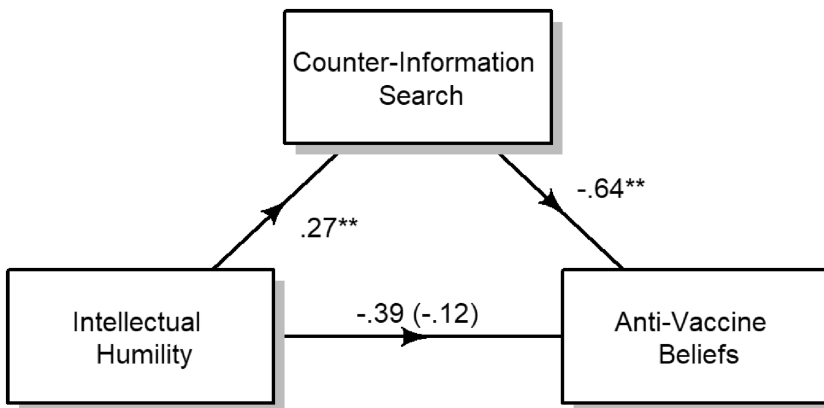 Counter-Information
Search
-.64**
.27**
Intellectual
Humility
-.39 (-.12)
Anti-Vaccine
Beliefs